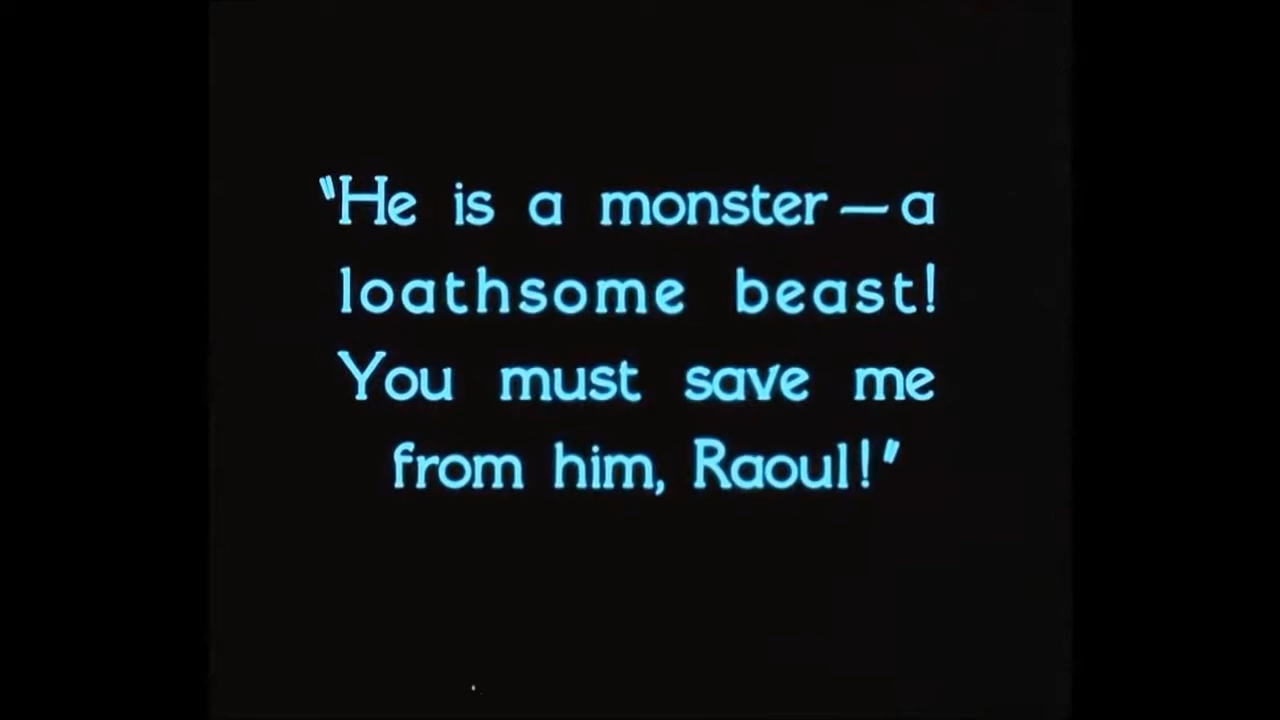 "He is a monster — a
loathsome beast!
You must save me
from him, Raoul!"